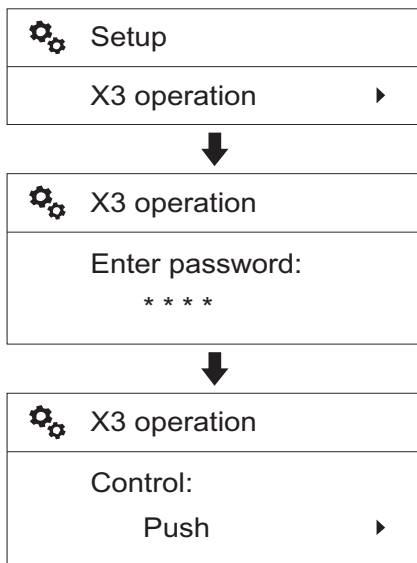 Setup
X3 operation
X3 operation
Enter password:
* * * *
X3 operation
Control:
Push